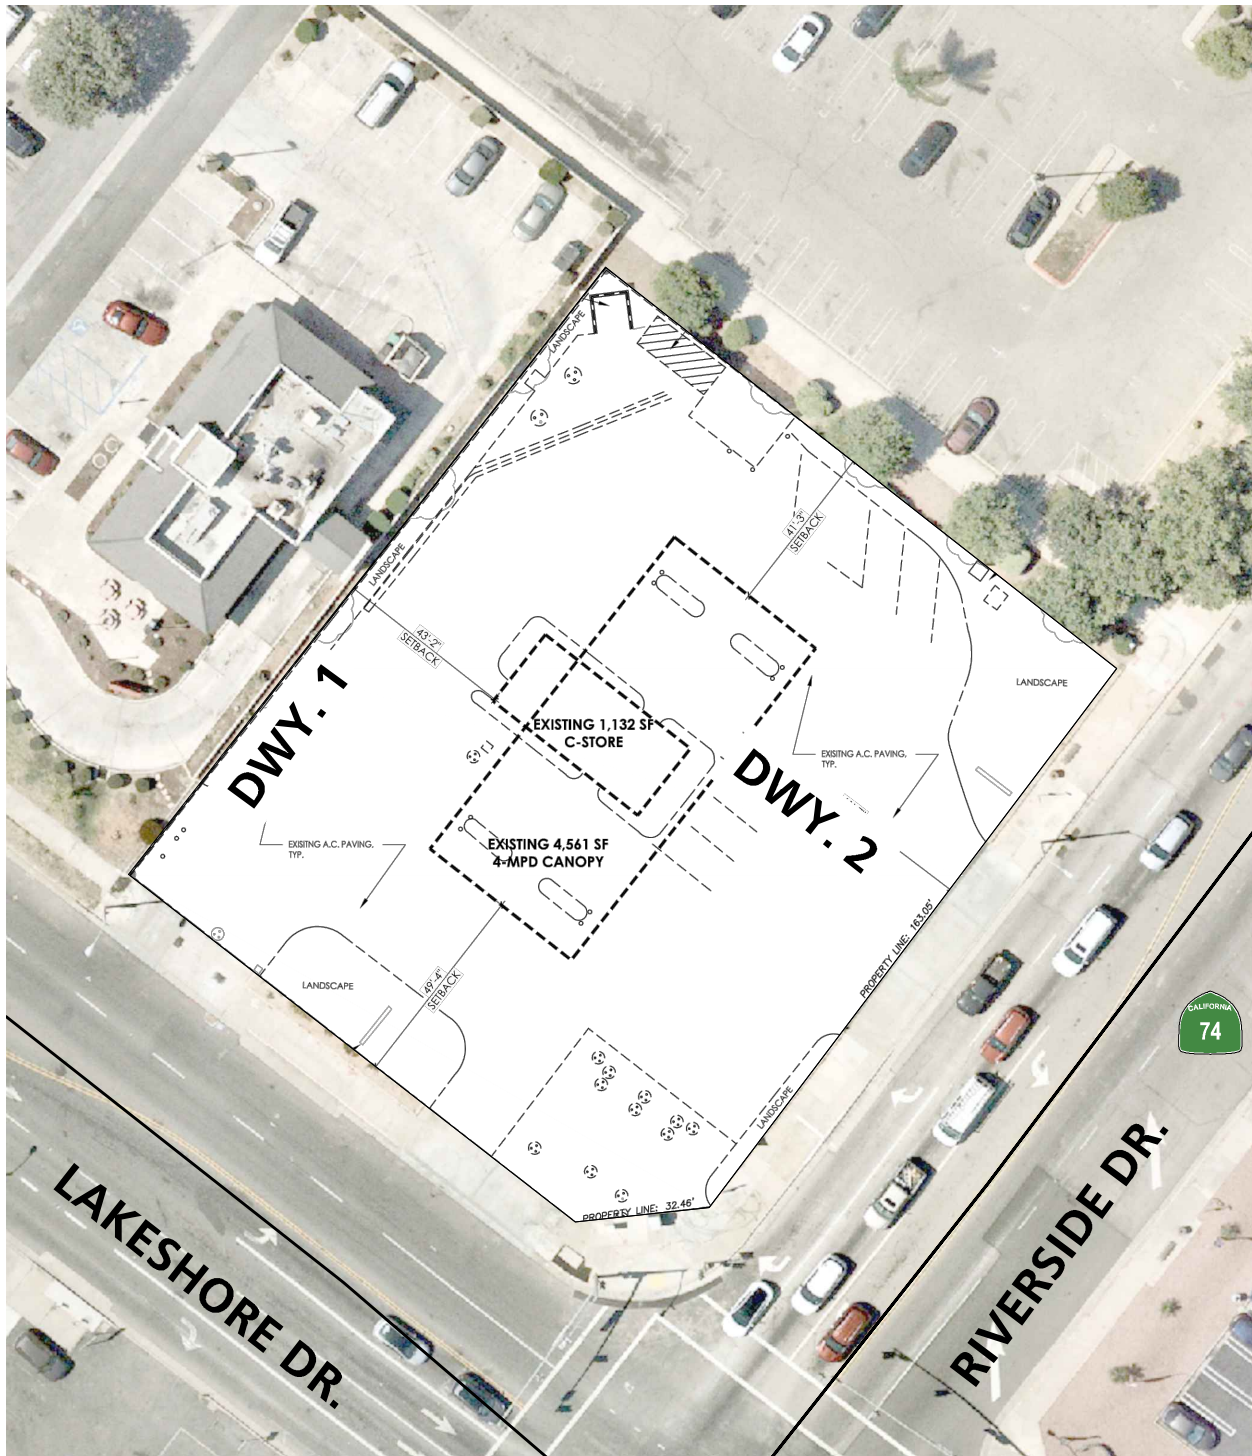 LANDSCAPE
41'-3"
SETBACK
LANDSCAPE
43'-2"
SETBACK
LANDSCAPE
DWY. 1
EXISTING 1,132 SF
C-STORE
DWY. 2
EXISITNG A.C. PAVING,
TYP.
EXISITNG A.C. PAVING,
TYP.
EXISTING 4,561 SF
4-MPD CANOPY
PROPERTY LINE: 163.05'
49'-4"
SETBACK
LANDSCAPE
CALIFORNIA
74
LANDSCAPE
PROPERTY LINE: 32.46'
LAKESHORE DR.
RIVERSIDE DR.